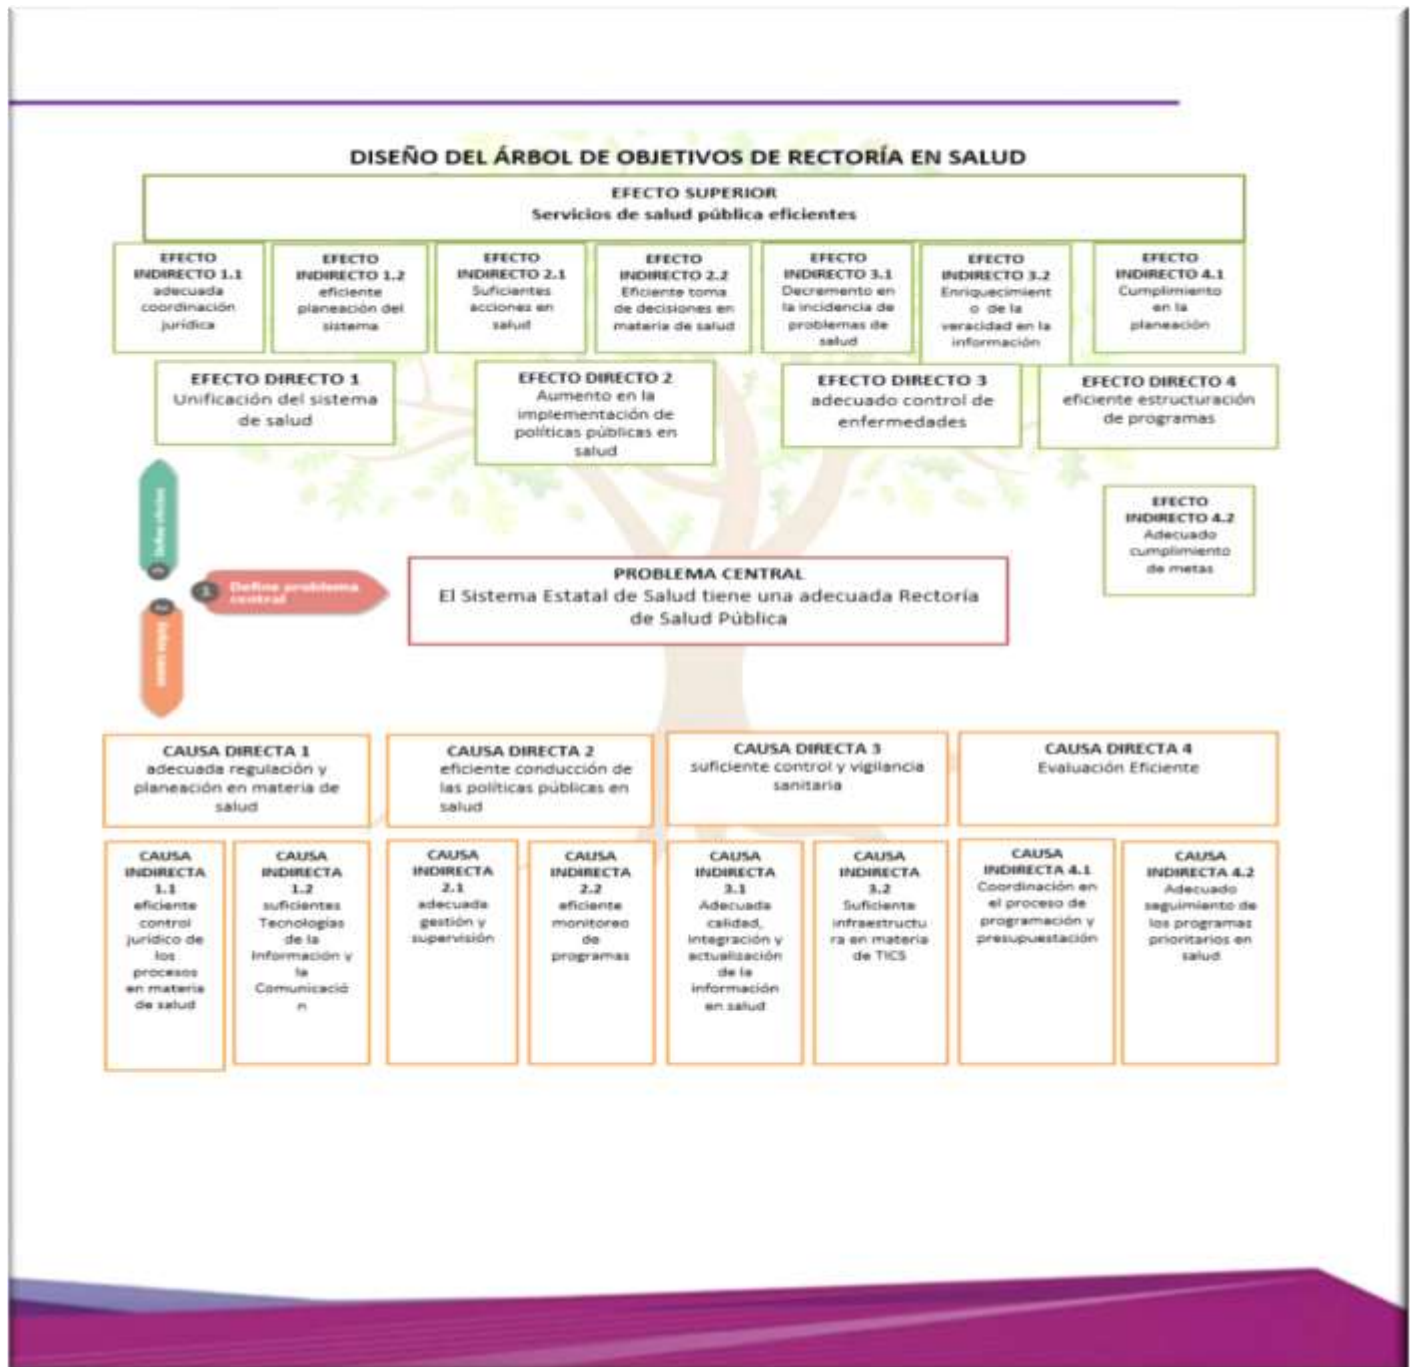 DISEÑO DEL ÁRBOL DE OBJETIVOS DE RECTORÍA EN SALUD
EFECTO SUPERIOR
Servicios de salud pública eficientes
EFECTO
INDIRECTO 1.1
adecuada
coordinación
jurídica
EFECTO
INDIRECTO 1.2
eficiente
planeación del
sistema
EFECTO
INDIRECTO 2.1
Suficientes
acciones en
salud
EFECTO
INDIRECTO 2.2
Eficiente toma
de decisiones en
materia de salud
EFECTO
INDIRECTO 3.1
Decremento en
la incidencia de
problemas de
salud
EFECTO
INDIRECTO 3.2
Enriquecimient
o de la
veracidad en la
información
EFECTO
INDIRECTO 4.1
Cumplimiento
en la
planeación
EFECTO DIRECTO 1
Unificación del sistema
de salud
EFECTO DIRECTO 2
Aumento en la
implementación de
políticas públicas en
salud
EFECTO DIRECTO 3
adecuado control de
enfermedades
EFECTO DIRECTO 4
eficiente estructuración
de programas
EFECTO
INDIRECTO 4.2
Adecuado
cumplimiento
de metas
3 Define efectos
1 Define problema
central
2
PROBLEMA CENTRAL
El Sistema Estatal de Salud tiene una adecuada Rectoría
de Salud Pública
CAUSA DIRECTA 1
adecuada regulación y
planeación en materia de
salud
CAUSA DIRECTA 2
eficiente conducción de
las políticas públicas en
salud
CAUSA DIRECTA 3
suficiente control y vigilancia
sanitaria
CAUSA DIRECTA 4
Evaluación Eficiente
CAUSA
INDIRECTA
1.1
eficiente
control
jurídico de
los
procesos
en materia
de salud
CAUSA
INDIRECTA
1.2
suficientes
Tecnologías
de la
Información y
la
Comunicació
n
CAUSA
INDIRECTA
2.1
adecuada
gestión y
supervisión
CAUSA
INDIRECTA
2.2
eficiente
monitoreo
de
programas
CAUSA
INDIRECTA
3.1
Adecuada
calidad,
integración y
actualización
de la
información
en salud
CAUSA
INDIRECTA
3.2
Suficiente
infraestructu
ra en materia
de TICS
CAUSA
INDIRECTA 4.1
Coordinación en
el proceso de
programación y
presupuestación
CAUSA
INDIRECTA 4.2
Adecuado
seguimiento de
los programas
prioritarios en
salud